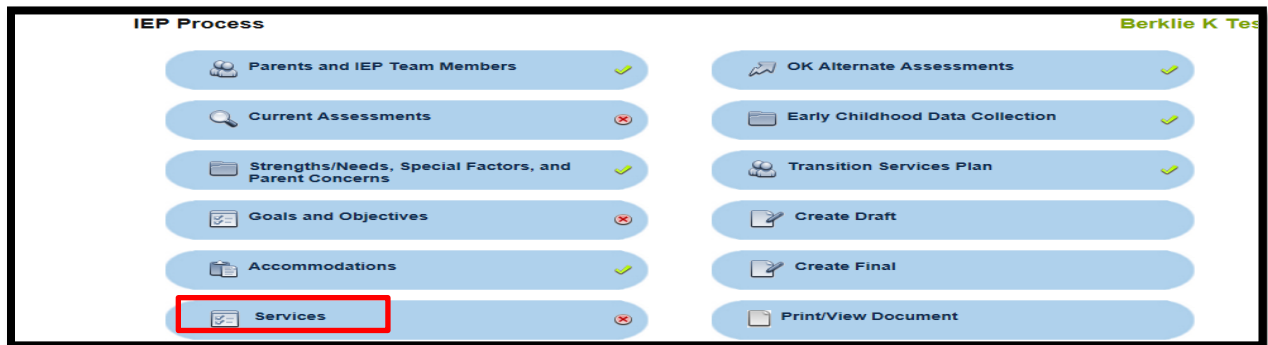 IEP Process
Berklie K Tes
Parents and IEP Team Members
Current Assessments
Strengths/Needs, Special Factors, and
Parent Concerns
Goals and Objectives
Accommodations
Services
OK Alternate Assessments
Early Childhood Data Collection
Transition Services Plan
Create Draft
Create Final
Print/View Document